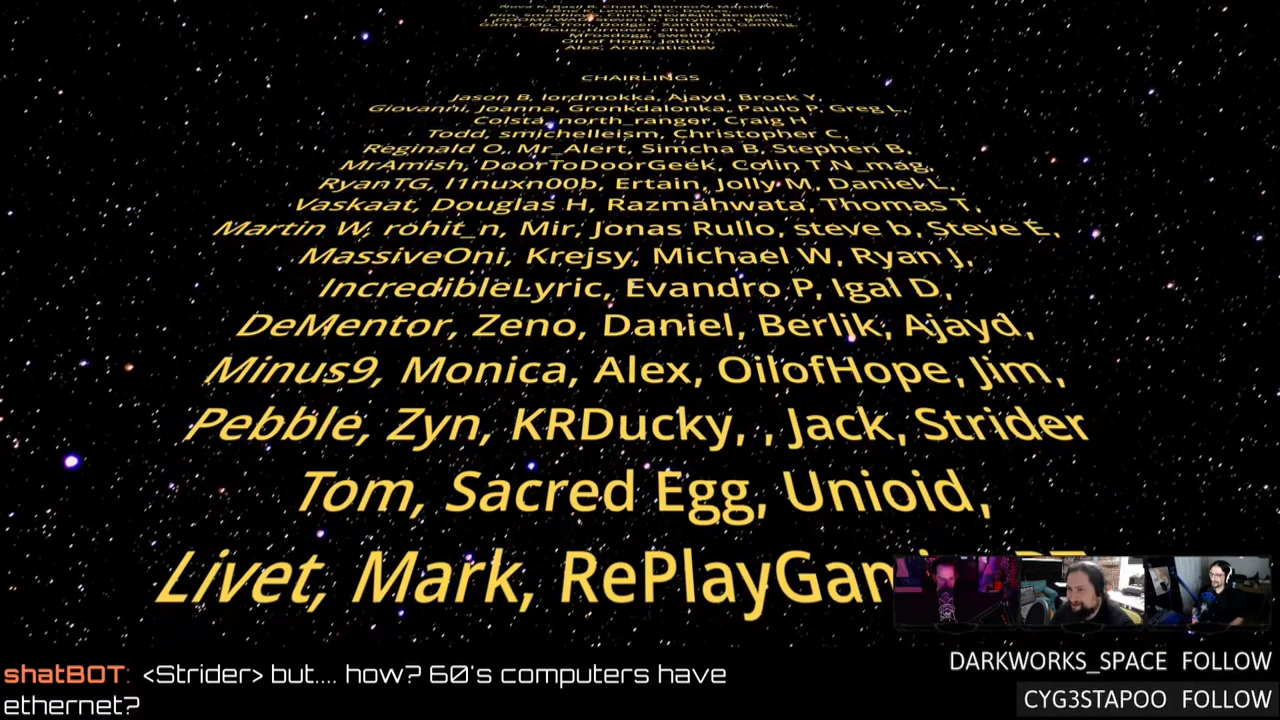 Alex, Aromaticdev
CHAIRLINGS
Jason B, lordmokka, Ajayd, Brock Y,
Giovanni, Joanna, Gronkdalonka, Paulo P, Greg L,
Colsta, north_ranger, Craig H
Todd, smichelleism, Christopher C,
Reginald O, Mr_Alert, Simcha B, Stephen B,
MrAmish, DoorToDoorGeek, Colin T N_mag,
RyanTG, l1nuxn00b, Ertain, Jolly M, Daniel L,
Vaskaat, Douglas H, Razmahwata, Thomas T,
Martin W, rohit_n, Mir, Jonas Rullo, steve b, Steve E,
MassiveOni, Krejsy, Michael W, Ryan J,
IncredibleLyric, Evandro P, Igal D,
DeMentor, Zeno, Daniel, Berljk, Ajayd,
Minus9, Monica, Alex, OilofHope, Jim,
Pebble, Zyn, KRDucky, , Jack, Strider
Tom, Sacred Egg, Unioid,
Livet, Mark,
shatBOT: <Strider> but.... how? 60's computers have
ethernet?
DARKWORKS_SPACE FOLLOW
CYG3STAPOO FOLLOW